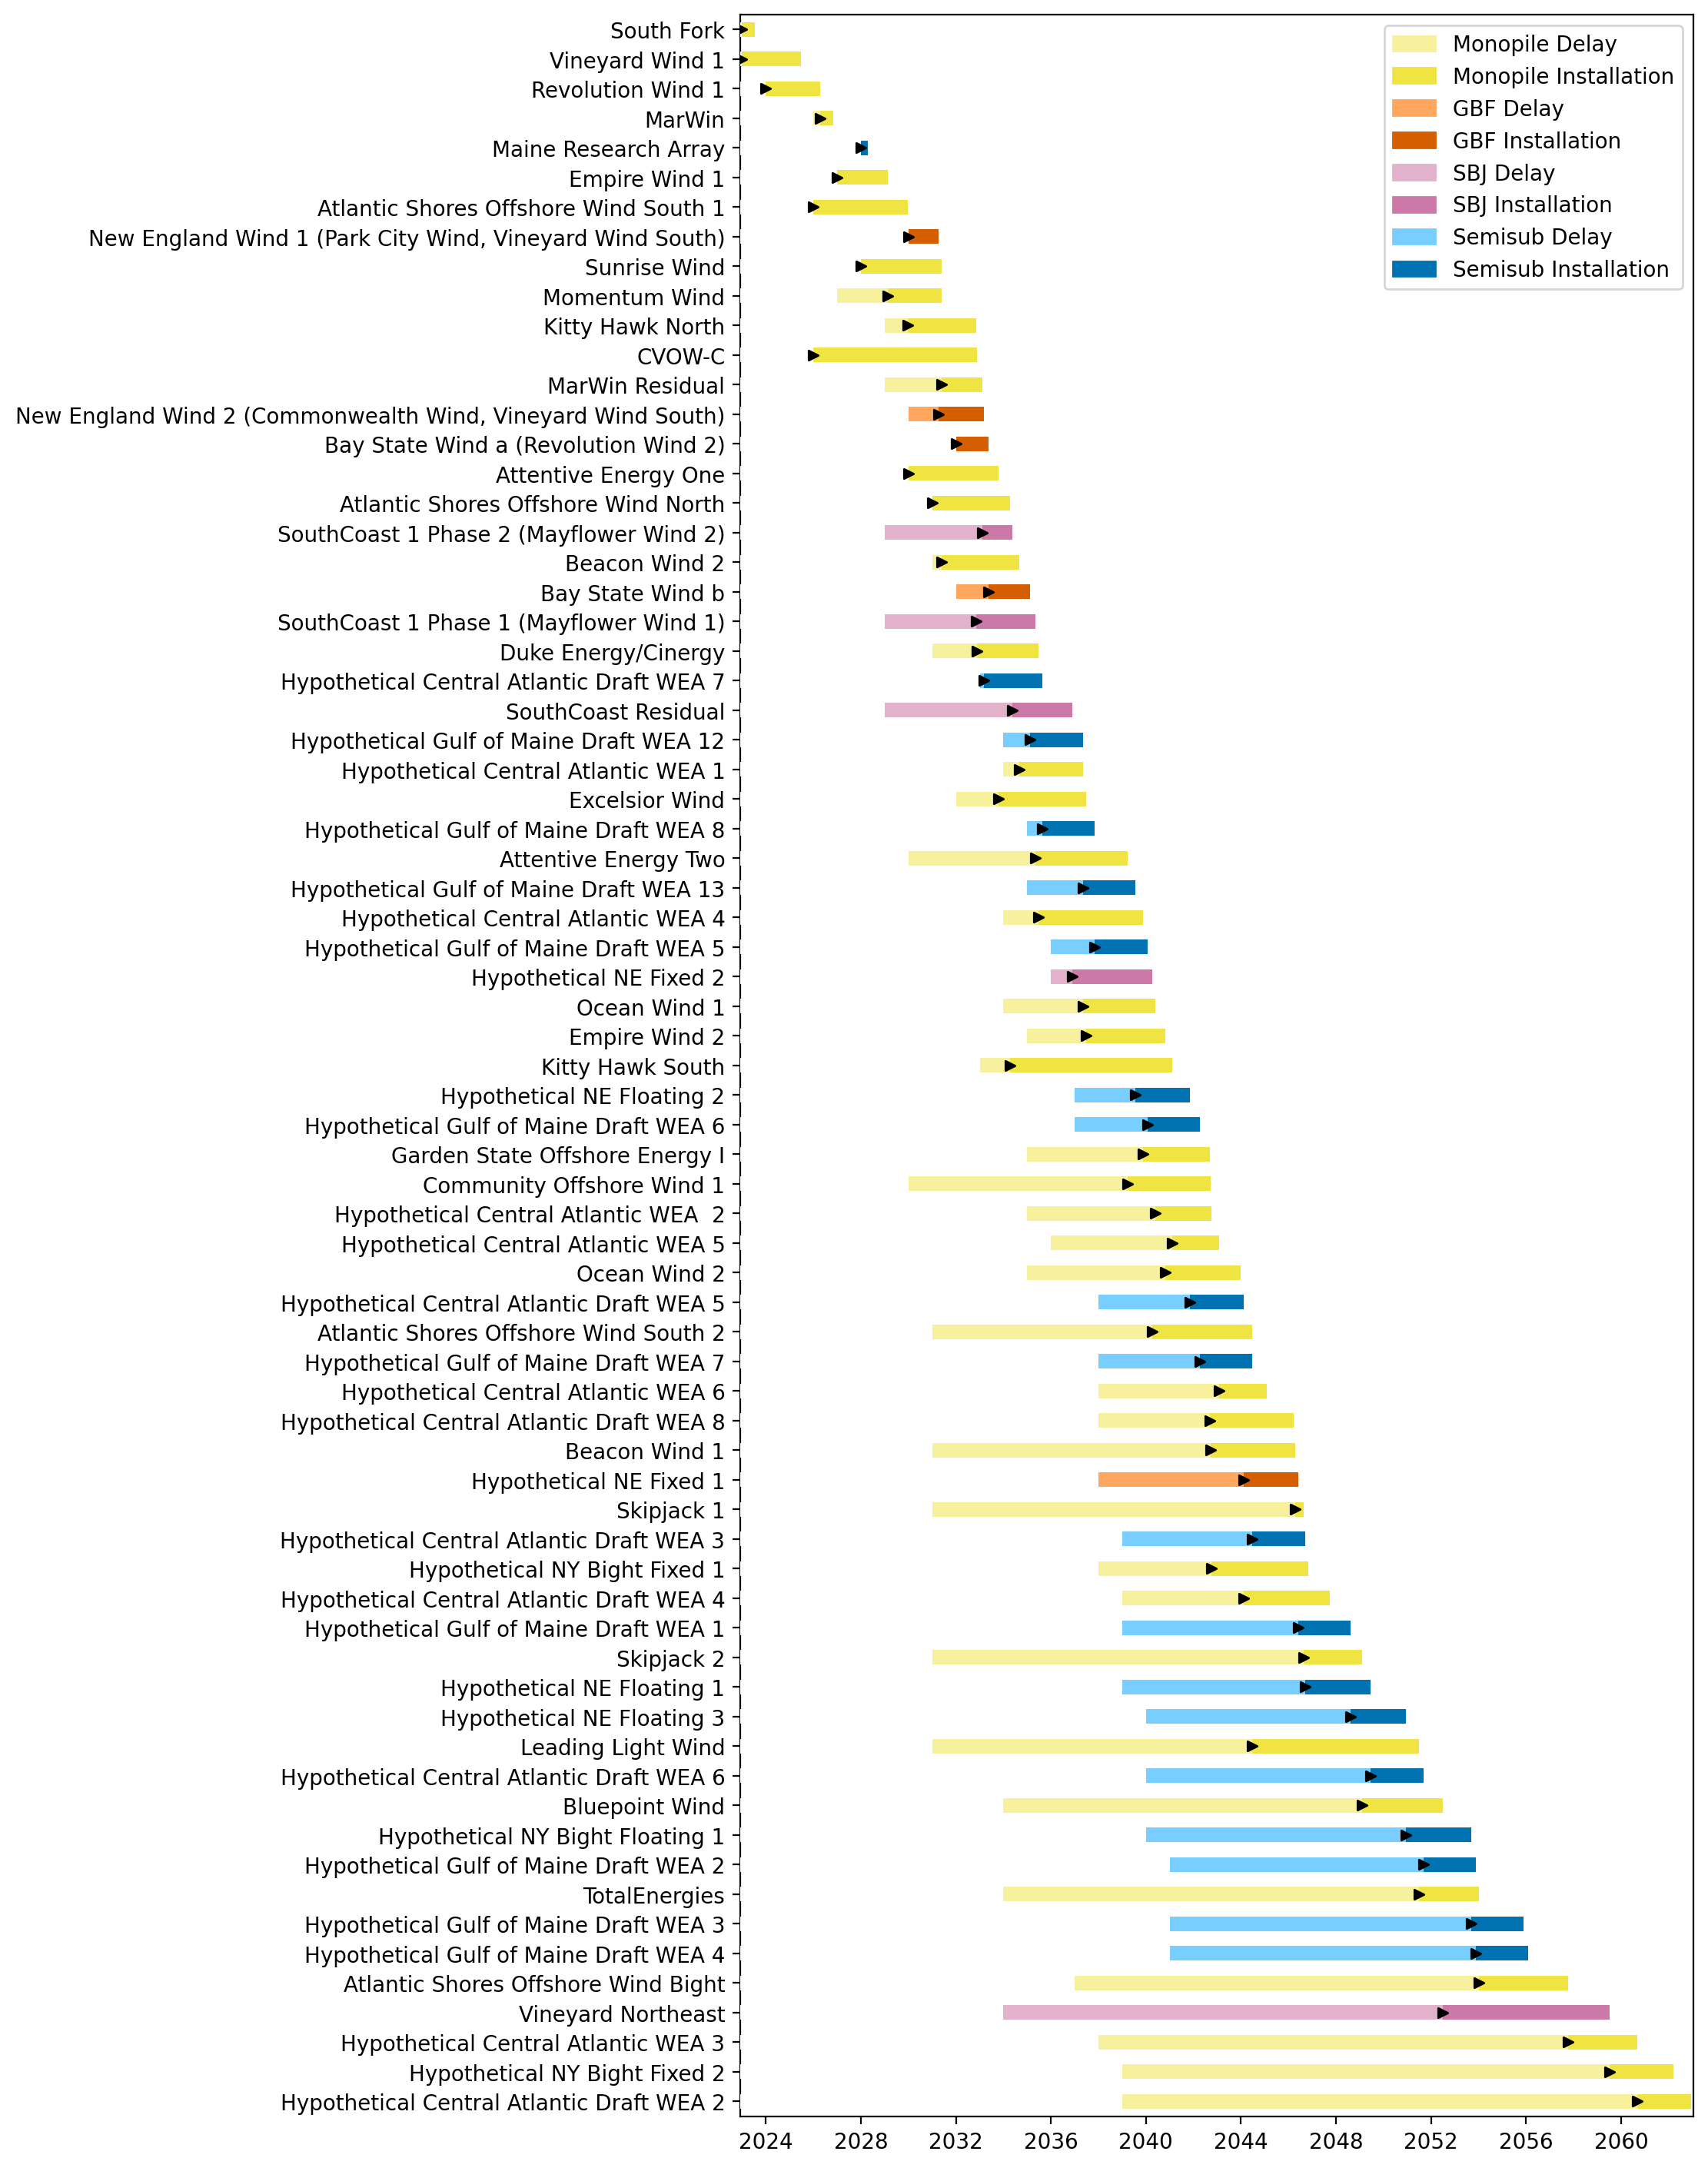 South Fork
Vineyard Wind 1
Revolution Wind 1
MarWin
Maine Research Array
Empire Wind 1
Atlantic Shores Offshore Wind South 1
New England Wind 1 (Park City Wind, Vineyard Wind South)
Sunrise Wind
Momentum Wind
Kitty Hawk North
CVOW-C
MarWin Residual
New England Wind 2 (Commonwealth Wind, Vineyard Wind South)
Bay State Wind a (Revolution Wind 2)
Attentive Energy One
Atlantic Shores Offshore Wind North
SouthCoast 1 Phase 2 (Mayflower Wind 2)
Beacon Wind 2
Bay State Wind b
SouthCoast 1 Phase 1 (Mayflower Wind 1)
Duke Energy/Cinergy
Hypothetical Central Atlantic Draft WEA 7
SouthCoast Residual
Hypothetical Gulf of Maine Draft WEA 12
Hypothetical Central Atlantic WEA 1
Excelsior Wind
Hypothetical Gulf of Maine Draft WEA 8
Attentive Energy Two
Hypothetical Gulf of Maine Draft WEA 13
Hypothetical Central Atlantic WEA 4
Hypothetical Gulf of Maine Draft WEA 5
Hypothetical NE Fixed 2
Ocean Wind 1
Empire Wind 2
Kitty Hawk South
Hypothetical NE Floating 2
Hypothetical Gulf of Maine Draft WEA 6
Garden State Offshore Energy I
Community Offshore Wind 1
Hypothetical Central Atlantic WEA  2
Hypothetical Central Atlantic WEA 5
Ocean Wind 2
Hypothetical Central Atlantic Draft WEA 5
Atlantic Shores Offshore Wind South 2
Hypothetical Gulf of Maine Draft WEA 7
Hypothetical Central Atlantic WEA 6
Hypothetical Central Atlantic Draft WEA 8
Beacon Wind 1
Hypothetical NE Fixed 1
Skipjack 1
Hypothetical Central Atlantic Draft WEA 3
Hypothetical NY Bight Fixed 1
Hypothetical Central Atlantic Draft WEA 4
Hypothetical Gulf of Maine Draft WEA 1
Skipjack 2
Hypothetical NE Floating 1
Hypothetical NE Floating 3
Leading Light Wind
Hypothetical Central Atlantic Draft WEA 6
Bluepoint Wind
Hypothetical NY Bight Floating 1
Hypothetical Gulf of Maine Draft WEA 2
TotalEnergies
Hypothetical Gulf of Maine Draft WEA 3
Hypothetical Gulf of Maine Draft WEA 4
Atlantic Shores Offshore Wind Bight
Vineyard Northeast
Hypothetical Central Atlantic WEA 3
Hypothetical NY Bight Fixed 2
Hypothetical Central Atlantic Draft WEA 2
Monopile Delay
Monopile Installation
GBF Delay
GBF Installation
SBJ Delay
SBJ Installation
Semisub Delay
Semisub Installation
2024 2028 2032 2036 2040 2044 2048 2052 2056 2060